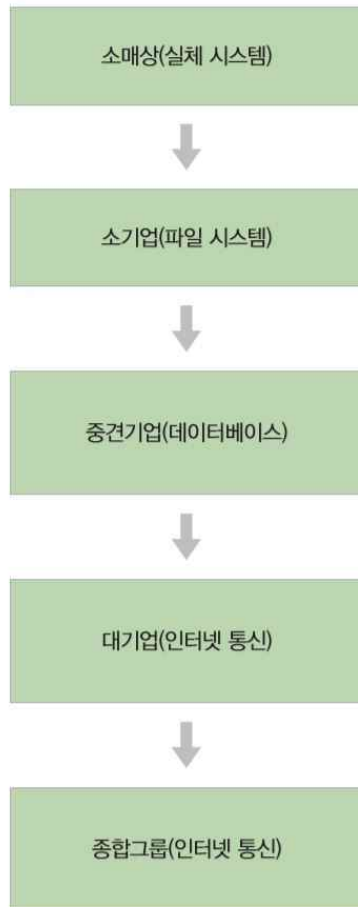 소매상(실체 시스템)
소기업(파일 시스템)
중견기업(데이터베이스)
대기업(인터넷 통신)
종합그룹(인터넷 통신)